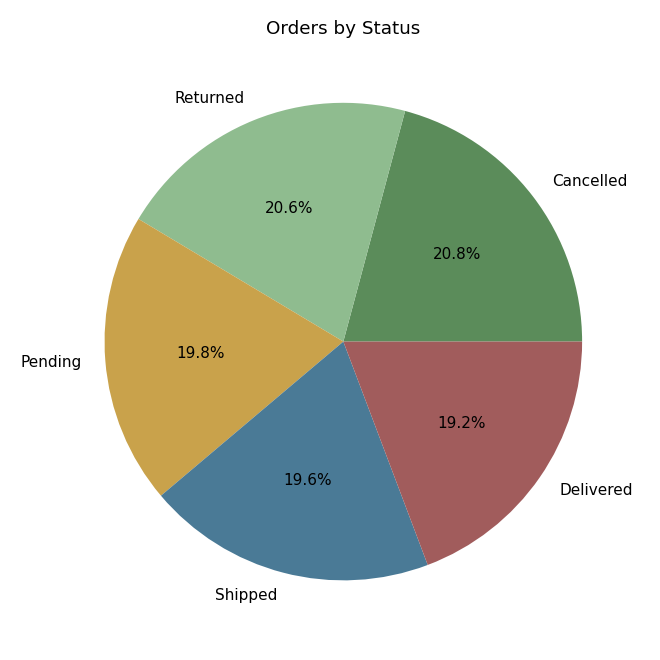 Orders by Status
Returned
Cancelled
20.6%
20.8%
Pending
19.8%
19.2%
19.6%
Delivered
Shipped